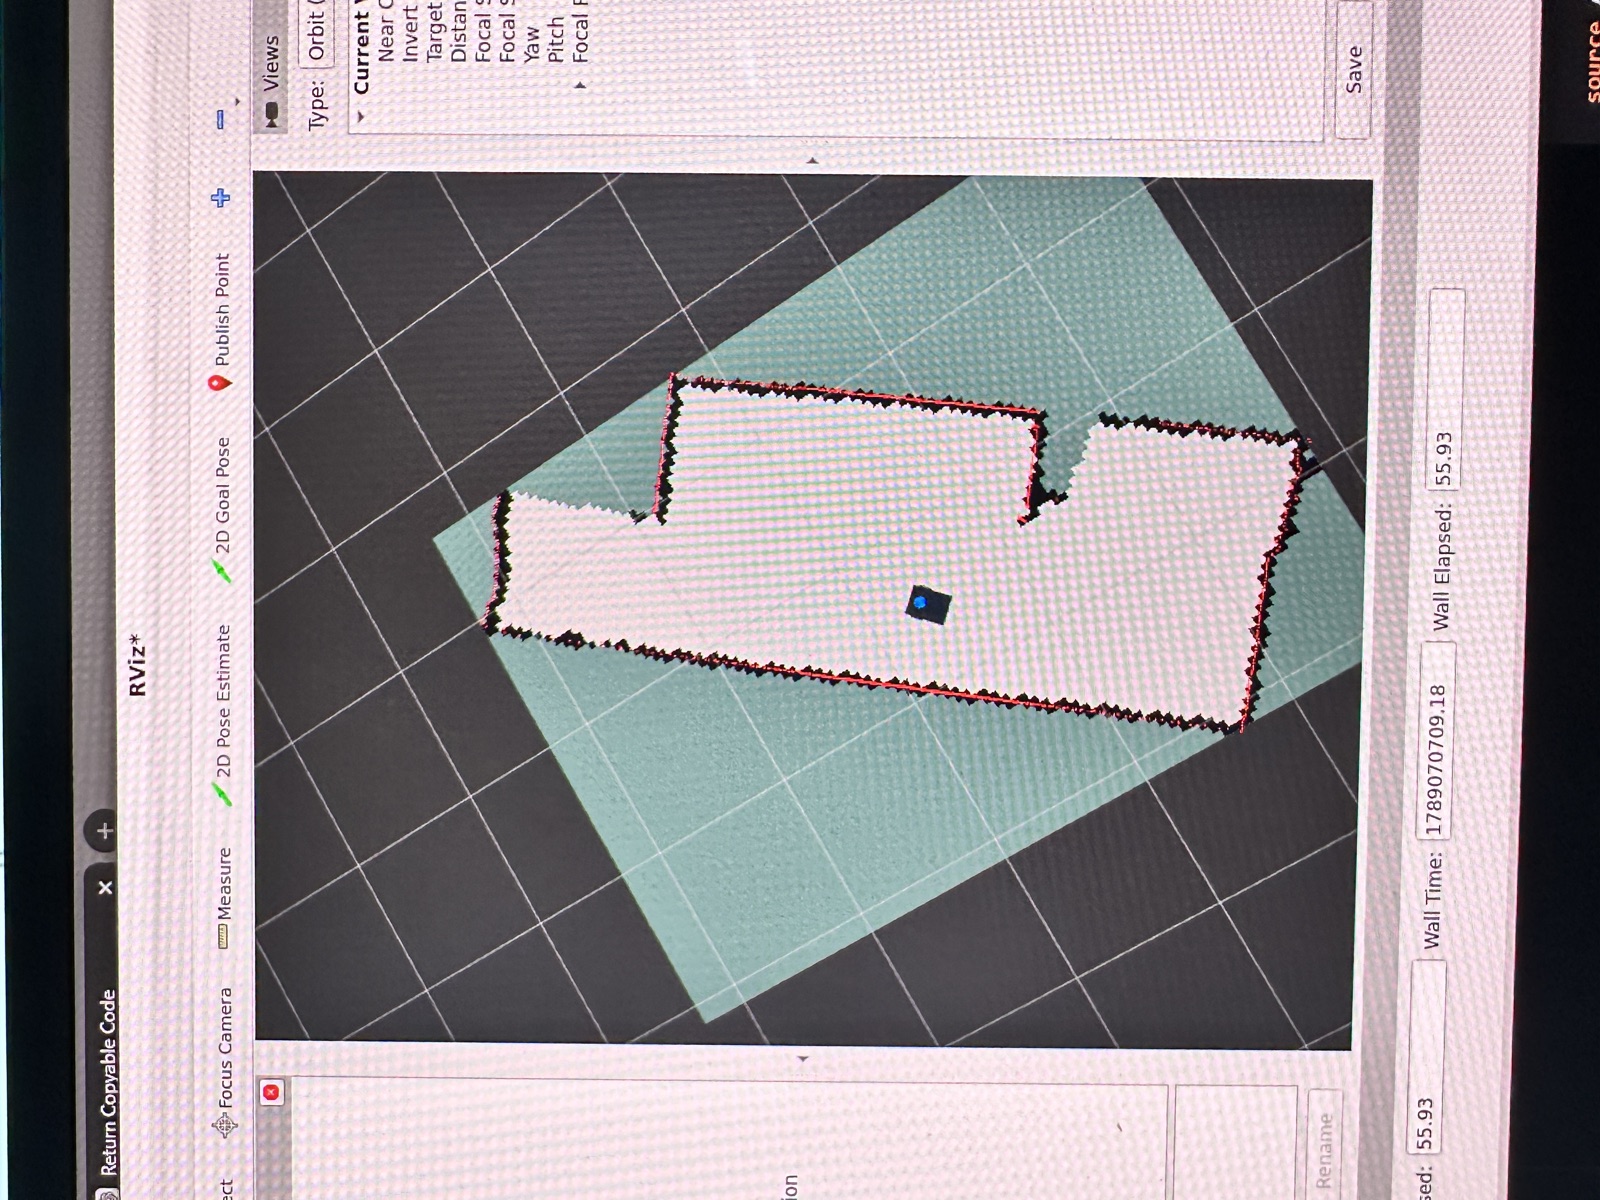 Return Copyable Code
RViz*
ect Focus Camera Measure 2D Pose Estimate 2D Goal Pose Publish Point
Views
Type: Orbit (
Current V
Near C
Invert
Target
Distan
Focal S
Focal S
Yaw
Pitch
Focal F
ion
Rename
Save
sed: 55.93 Wall Time: 1789070709.18 Wall Elapsed: 55.93
source